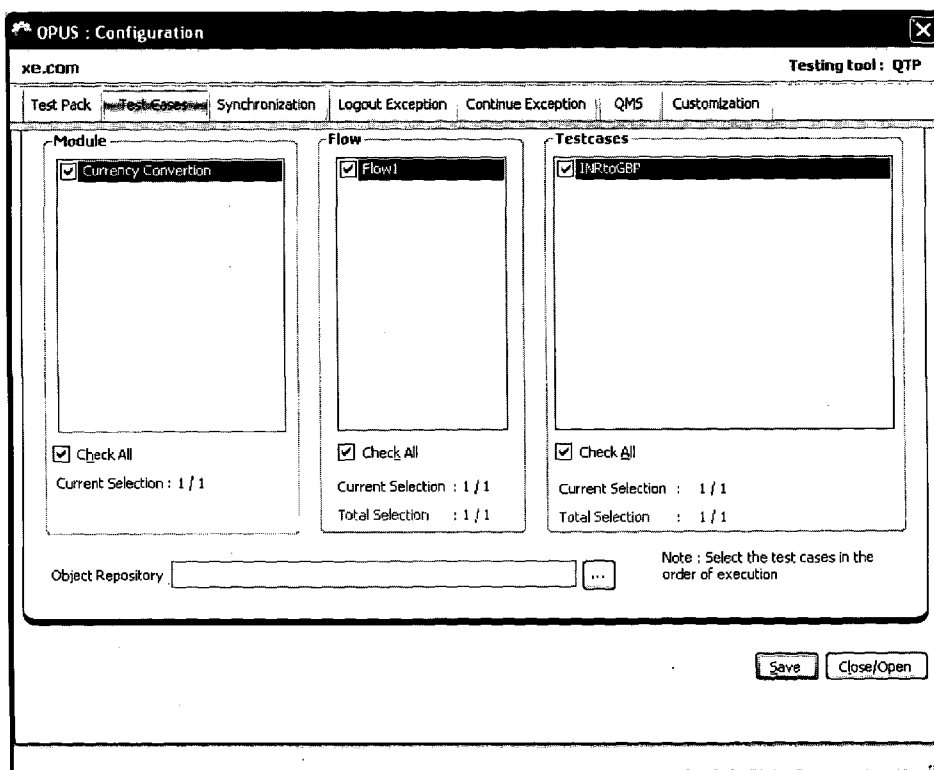 OPUS : Configuration
xe.com
Testing tool : QTP
Test Pack
Test Cases
Synchronization
Logout Exception
Continue Exception
QMS
Customization
Module
Currency Convertion
Check All
Current Selection : 1 / 1
Flow
Flow1
Check All
Current Selection : 1 / 1
Total Selection : 1 / 1
Testcases
INRtoGBP
Check All
Current Selection : 1 / 1
Total Selection : 1 / 1
Object Repository
...
Note : Select the test cases in the
order of execution
Save
Close/Open